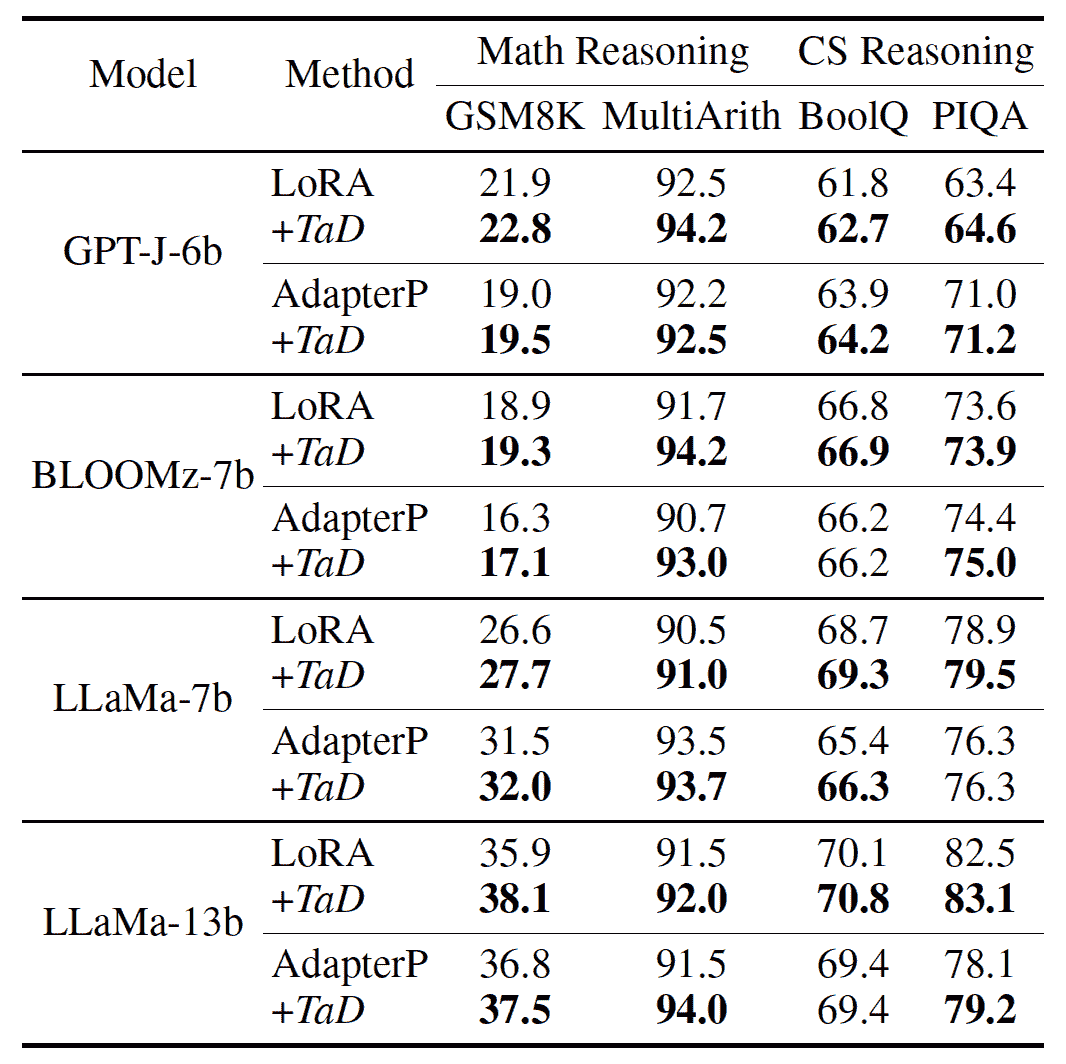 Model Method Math Reasoning CS Reasoning
GSM8K MultiArith BoolQ PIQA
GPT-J-6b
LoRA 21.9 92.5 61.8 63.4
+TaD 22.8 94.2 62.7 64.6
AdapterP 19.0 92.2 63.9 71.0
+TaD 19.5 92.5 64.2 71.2
BLOOMz-7b
LoRA 18.9 91.7 66.8 73.6
+TaD 19.3 94.2 66.9 73.9
AdapterP 16.3 90.7 66.2 74.4
+TaD 17.1 93.0 66.2 75.0
LLaMa-7b
LoRA 26.6 90.5 68.7 78.9
+TaD 27.7 91.0 69.3 79.5
AdapterP 31.5 93.5 65.4 76.3
+TaD 32.0 93.7 66.3 76.3
LLaMa-13b
LoRA 35.9 91.5 70.1 82.5
+TaD 38.1 92.0 70.8 83.1
AdapterP 36.8 91.5 69.4 78.1
+TaD 37.5 94.0 69.4 79.2